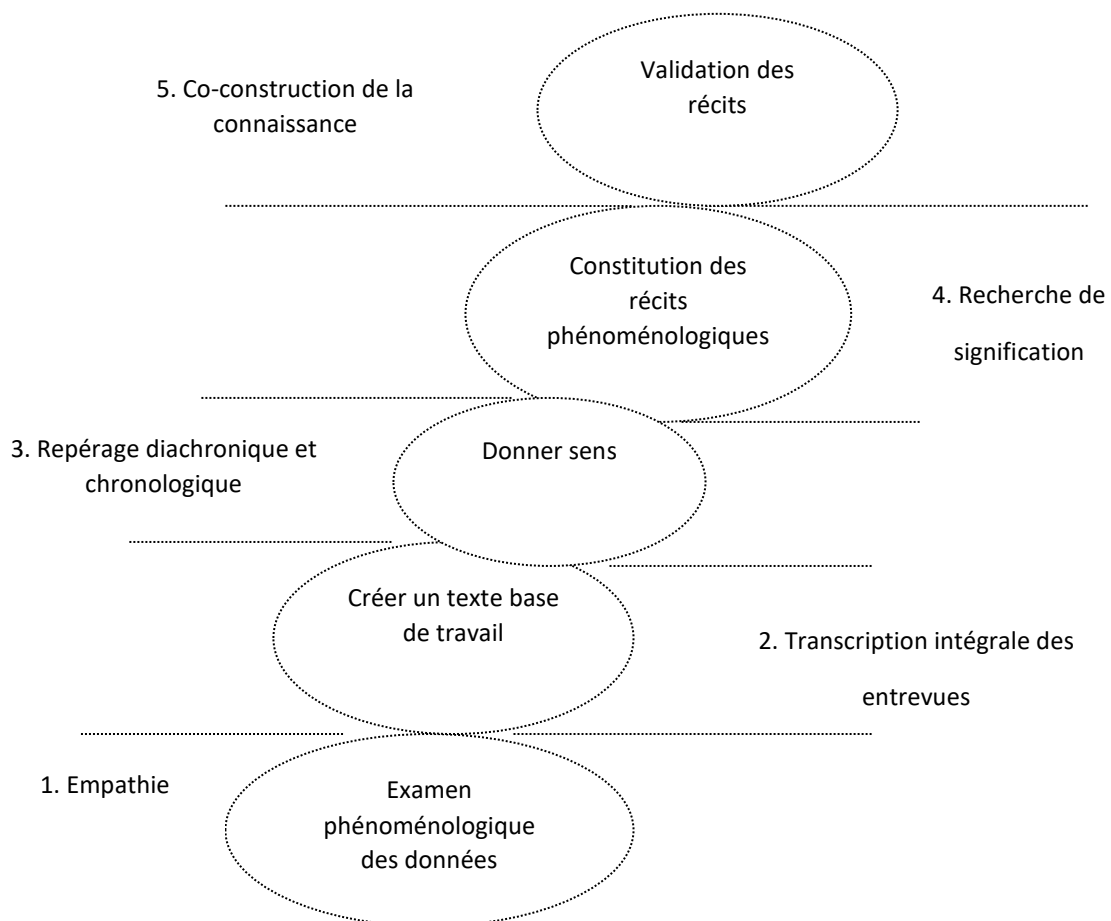 Validation des
récits
5. Co-construction de la
connaissance
Constitution des
récits
phénoménologiques
4. Recherche de
signification
3. Repérage diachronique et
chronologique
Donner sens
Créer un texte base
de travail
2. Transcription intégrale des
entrevues
1. Empathie
Examen
phénoménologique
des données